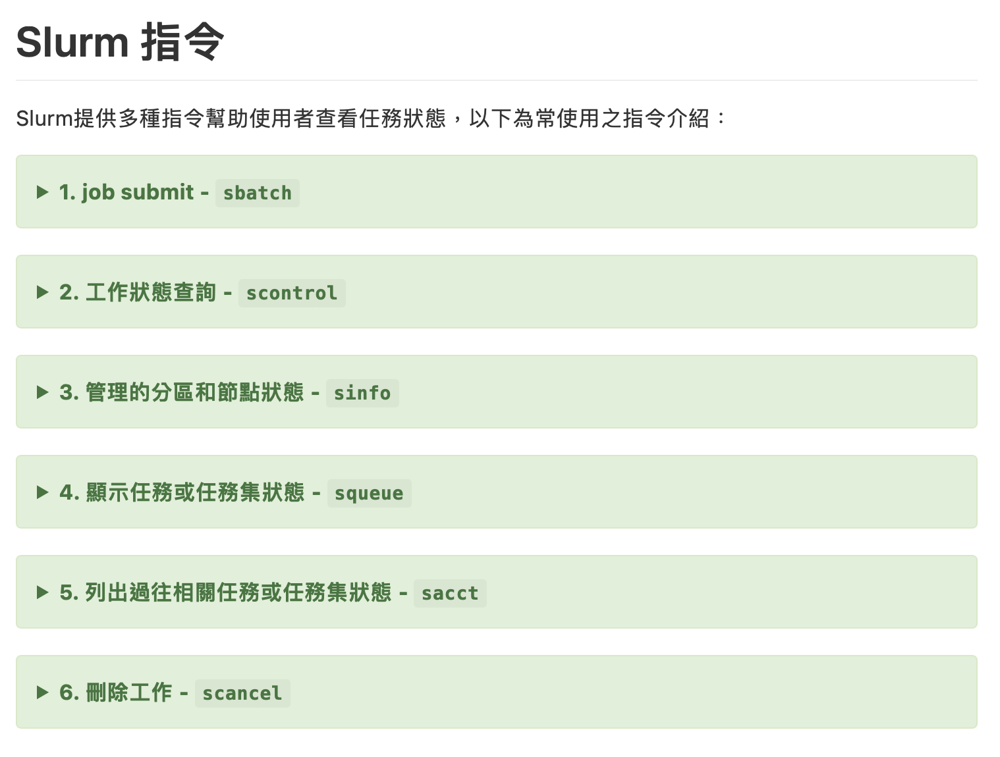 Slurm 指令
Slurm提供多種指令幫助使用者查看任務狀態，以下為常使用之指令介紹：
1. job submit - sbatch
2. 工作狀態查詢 - scontrol
3. 管理的分區和節點狀態 - sinfo
4. 顯示任務或任務集狀態 - squeue
5. 列出過往相關任務或任務集狀態 - sacct
6. 刪除工作 - scancel